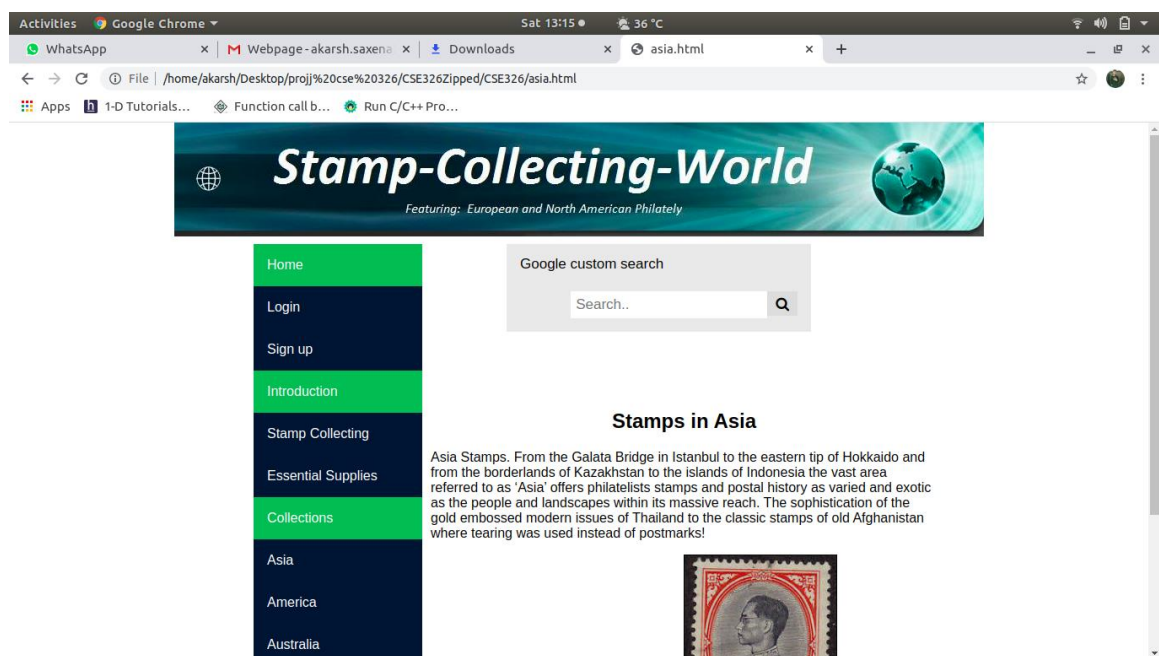 Activities Google Chrome Sat 13:15 36 °C
WhatsApp Webpage - akarsh.saxena Downloads asia.html
File /home/akarsh/Desktop/projj%20cse%20326/CSE326Zipped/CSE326/asia.html
Apps 1-D Tutorials... Function call b... Run C/C++ Pro...
Stamp-Collecting-World
Featuring: European and North American Philately
Home
Login
Sign up
Introduction
Stamp Collecting
Essential Supplies
Collections
Asia
America
Australia
Google custom search
Search..
Stamps in Asia
Asia Stamps. From the Galata Bridge in Istanbul to the eastern tip of Hokkaido and
from the borderlands of Kazakhstan to the islands of Indonesia the vast area
referred to as 'Asia' offers philatelists stamps and postal history as varied and exotic
as the people and landscapes within its massive reach. The sophistication of the
gold embossed modern issues of Thailand to the classic stamps of old Afghanistan
where tearing was used instead of postmarks!